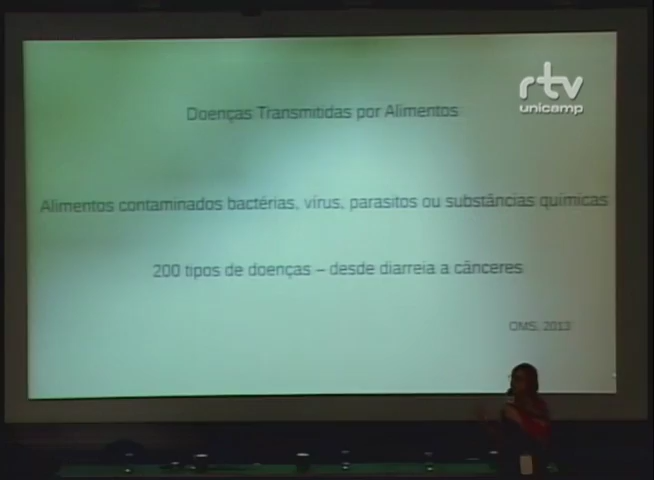 rtv
unicamp
Doenças Transmitidas por Alimentos
Alimentos contaminados bactérias, vírus, parasitos ou substâncias químicas
200 tipos de doenças – desde diarreia a cânceres
OMS, 2013